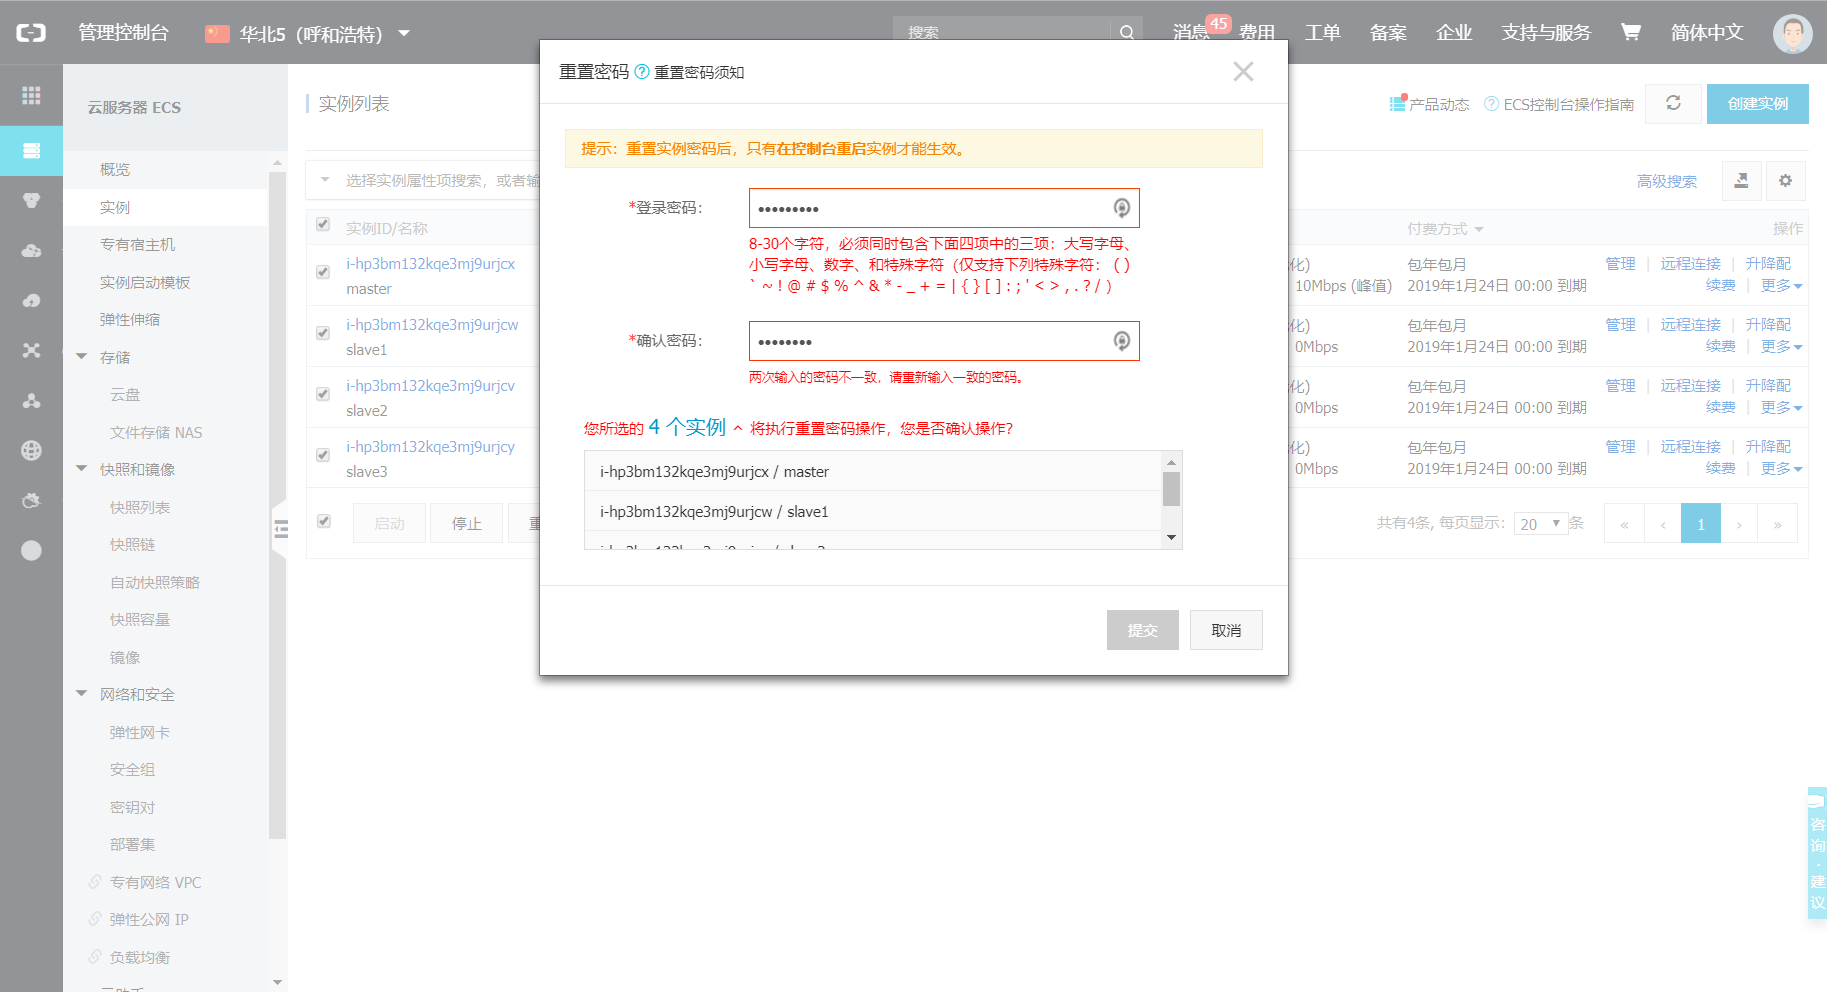 管理控制台
华北5（呼和浩特）
搜索
消息
45
费用
工单
备案
企业
支持与服务
简体中文
云服务器 ECS
概览
实例
专有宿主机
实例启动模板
弹性伸缩
存储
云盘
文件存储 NAS
快照和镜像
快照列表
快照链
自动快照策略
快照容量
镜像
网络和安全
弹性网卡
安全组
密钥对
部署集
专有网络 VPC
弹性公网 IP
负载均衡
实例列表
产品动态
ECS控制台操作指南
创建实例
选择实例属性项搜索，或者输
高级搜索
实例ID/名称
付费方式
操作
i-hp3bm132kqe3mj9urjcx
master
化)
10Mbps (峰值)
包年包月
2019年1月24日 00:00 到期
管理 | 远程连接 | 升降配
续费 | 更多
i-hp3bm132kqe3mj9urjcw
slave1
化)
0Mbps
包年包月
2019年1月24日 00:00 到期
管理 | 远程连接 | 升降配
续费 | 更多
i-hp3bm132kqe3mj9urjcv
slave2
化)
0Mbps
包年包月
2019年1月24日 00:00 到期
管理 | 远程连接 | 升降配
续费 | 更多
i-hp3bm132kqe3mj9urjcy
slave3
化)
0Mbps
包年包月
2019年1月24日 00:00 到期
管理 | 远程连接 | 升降配
续费 | 更多
启动
停止
重
共有4条, 每页显示: 20 条
« ‹ 1 › »
重置密码 重置密码须知
提示：重置实例密码后，只有在控制台重启实例才能生效。
*登录密码：
•••••••••
8-30个字符，必须同时包含下面四项中的三项：大写字母、
小写字母、数字、和特殊字符（仅支持下列特殊字符： ( )
` ~ ! @ # $ % ^ & * - _ + = | { } [ ] : ; ' < > , . ? / ）
*确认密码：
••••••••
两次输入的密码不一致，请重新输入一致的密码。
您所选的 4 个实例 将执行重置密码操作，您是否确认操作?
i-hp3bm132kqe3mj9urjcx / master
i-hp3bm132kqe3mj9urjcw / slave1
提交
取消
咨询·建议